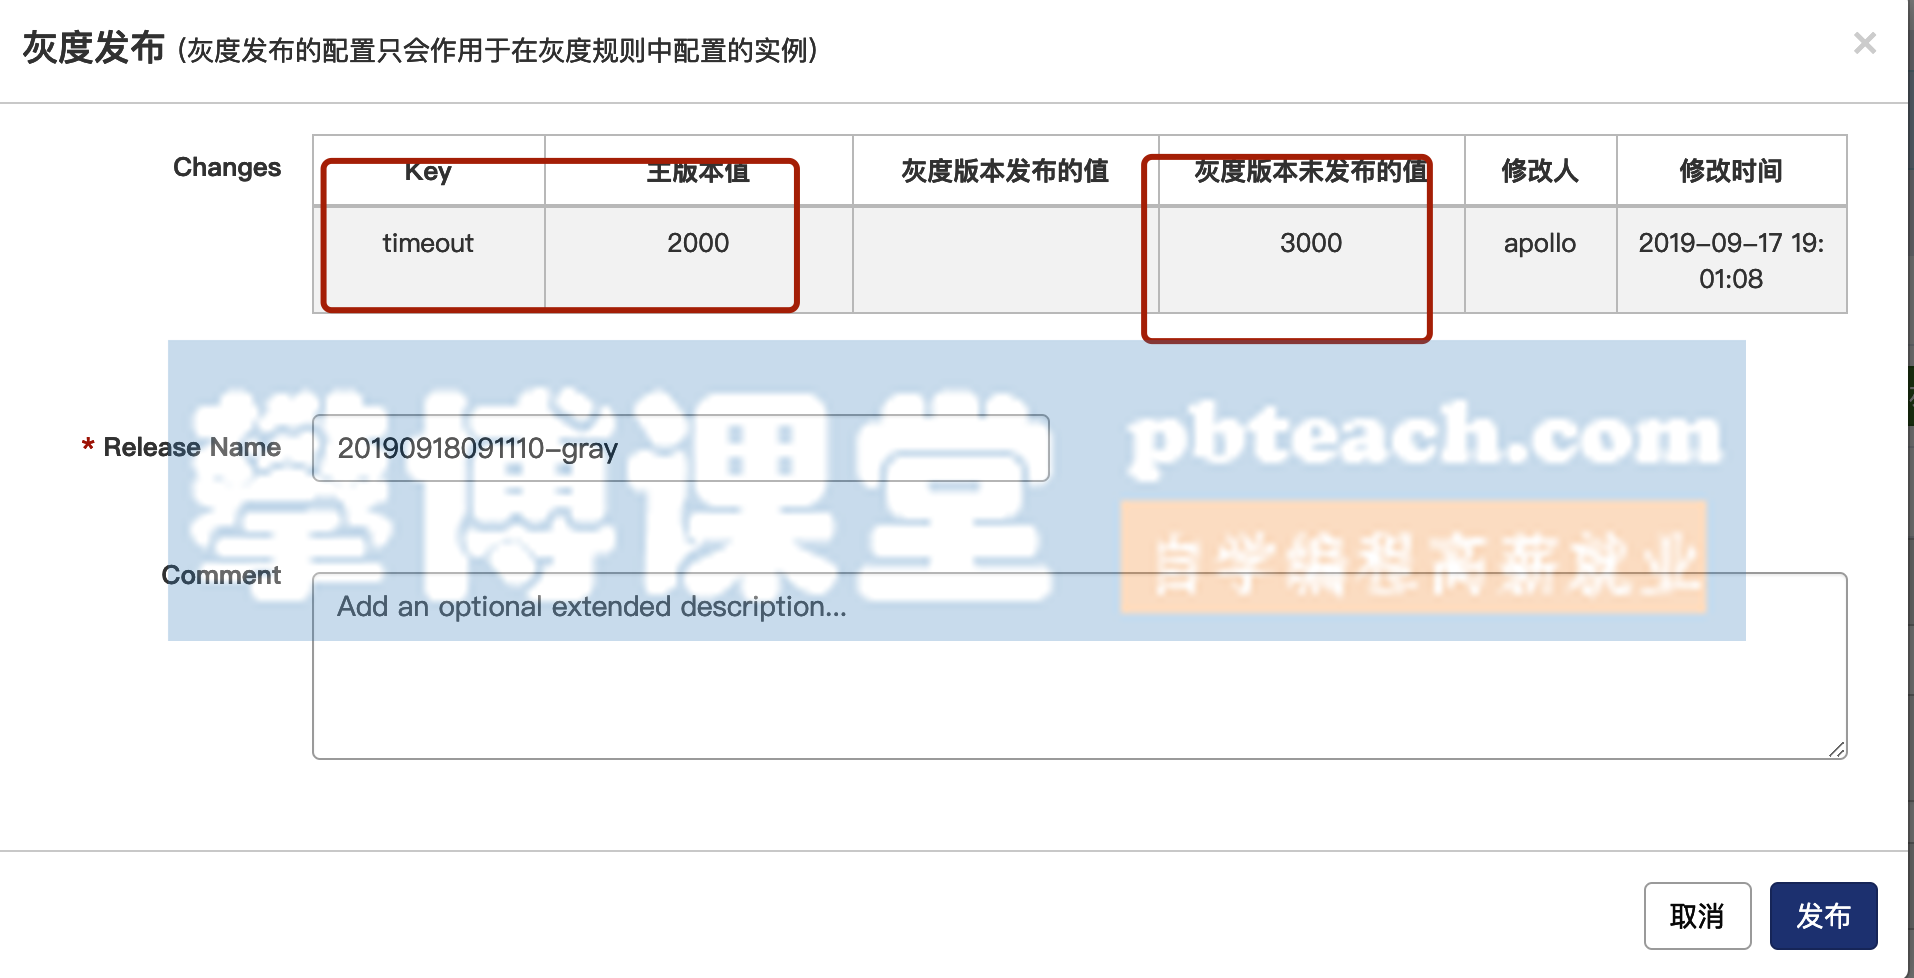 灰度发布 (灰度发布的配置只会作用于在灰度规则中配置的实例)
×
Changes
Key 主版本值 灰度版本发布的值 灰度版本未发布的值 修改人 修改时间
timeout 2000 3000 apollo 2019-09-17 19:
01:08
攀博课堂
pbteach.com
自学编程高薪就业
* Release Name 20190918091110-gray
Comment
Add an optional extended description...
取消 发布